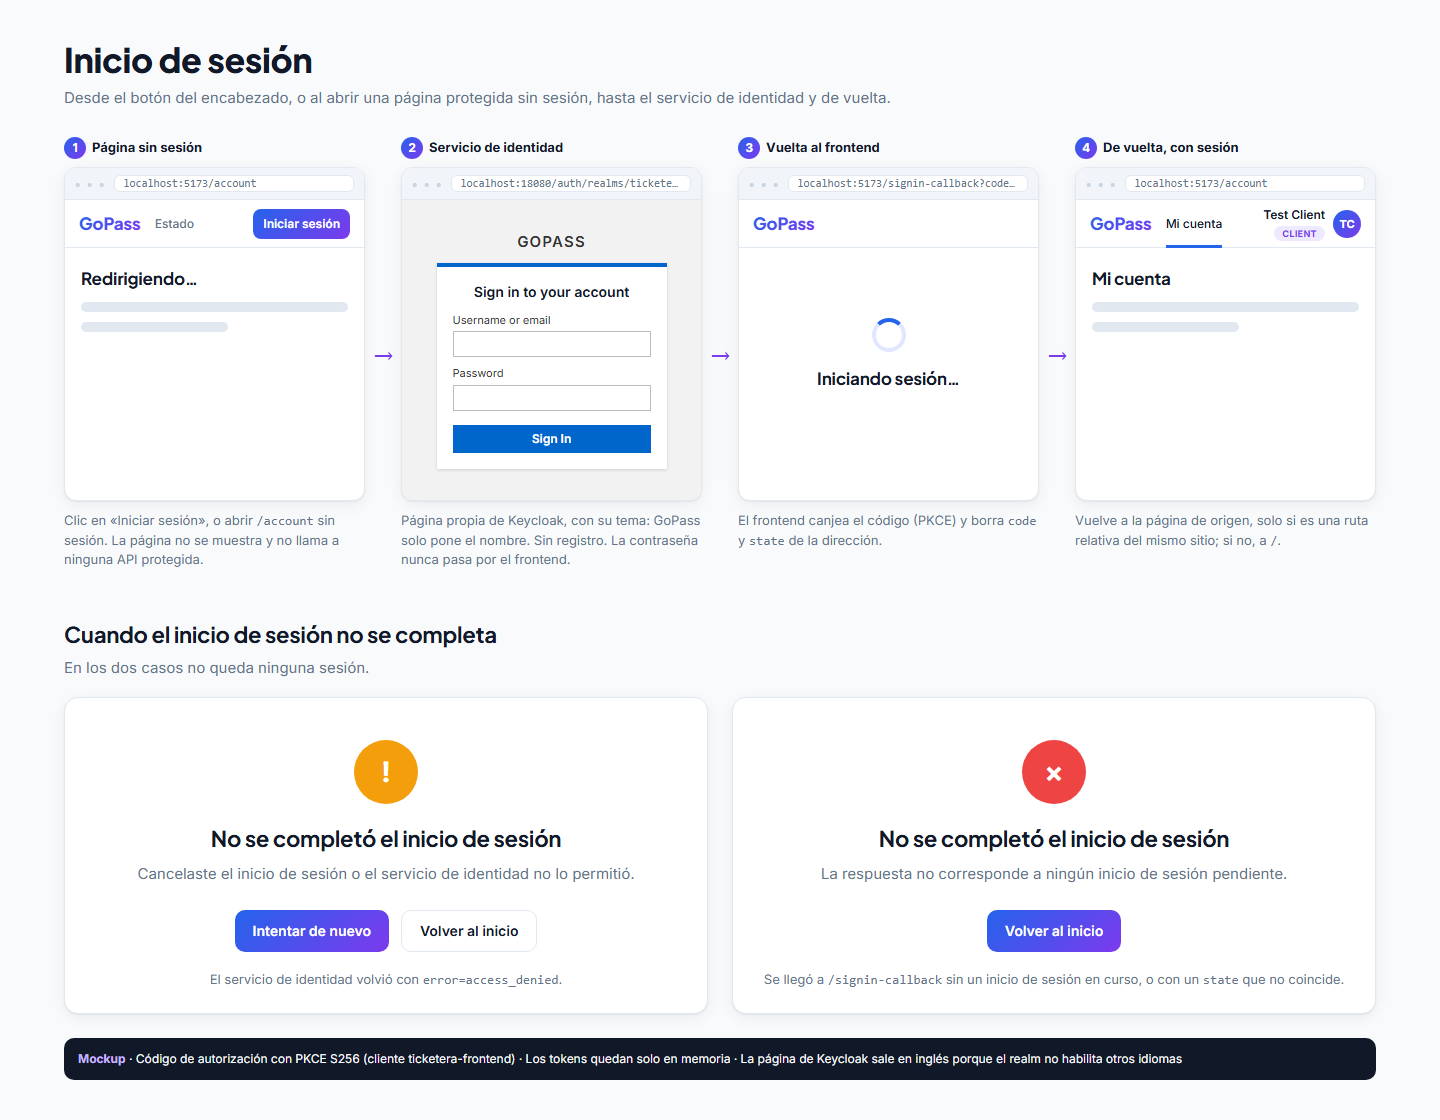 Inicio de sesión
Desde el botón del encabezado, o al abrir una página protegida sin sesión, hasta el servicio de identidad y de vuelta.
1 Página sin sesión
localhost:5173/account
GoPass Estado Iniciar sesión
Redirigiendo…
Clic en «Iniciar sesión», o abrir /account sin
sesión. La página no se muestra y no llama a
ninguna API protegida.
→
2 Servicio de identidad
localhost:18080/auth/realms/tickete…
GOPASS
Sign in to your account
Username or email
Password
Sign In
Página propia de Keycloak, con su tema: GoPass
solo pone el nombre. Sin registro. La contraseña
nunca pasa por el frontend.
→
3 Vuelta al frontend
localhost:5173/signin-callback?code…
GoPass
Iniciando sesión…
El frontend canjea el código (PKCE) y borra code
y state de la dirección.
→
4 De vuelta, con sesión
localhost:5173/account
GoPass Mi cuenta Test Client TC
CLIENT
Mi cuenta
Vuelve a la página de origen, solo si es una ruta
relativa del mismo sitio; si no, a /.
Cuando el inicio de sesión no se completa
En los dos casos no queda ninguna sesión.
!
No se completó el inicio de sesión
Cancelaste el inicio de sesión o el servicio de identidad no lo permitió.
Intentar de nuevo Volver al inicio
El servicio de identidad volvió con error=access_denied.
×
No se completó el inicio de sesión
La respuesta no corresponde a ningún inicio de sesión pendiente.
Volver al inicio
Se llegó a /signin-callback sin un inicio de sesión en curso, o con un state que no coincide.
Mockup · Código de autorización con PKCE S256 (cliente ticketera-frontend) · Los tokens quedan solo en memoria · La página de Keycloak sale en inglés porque el realm no habilita otros idiomas